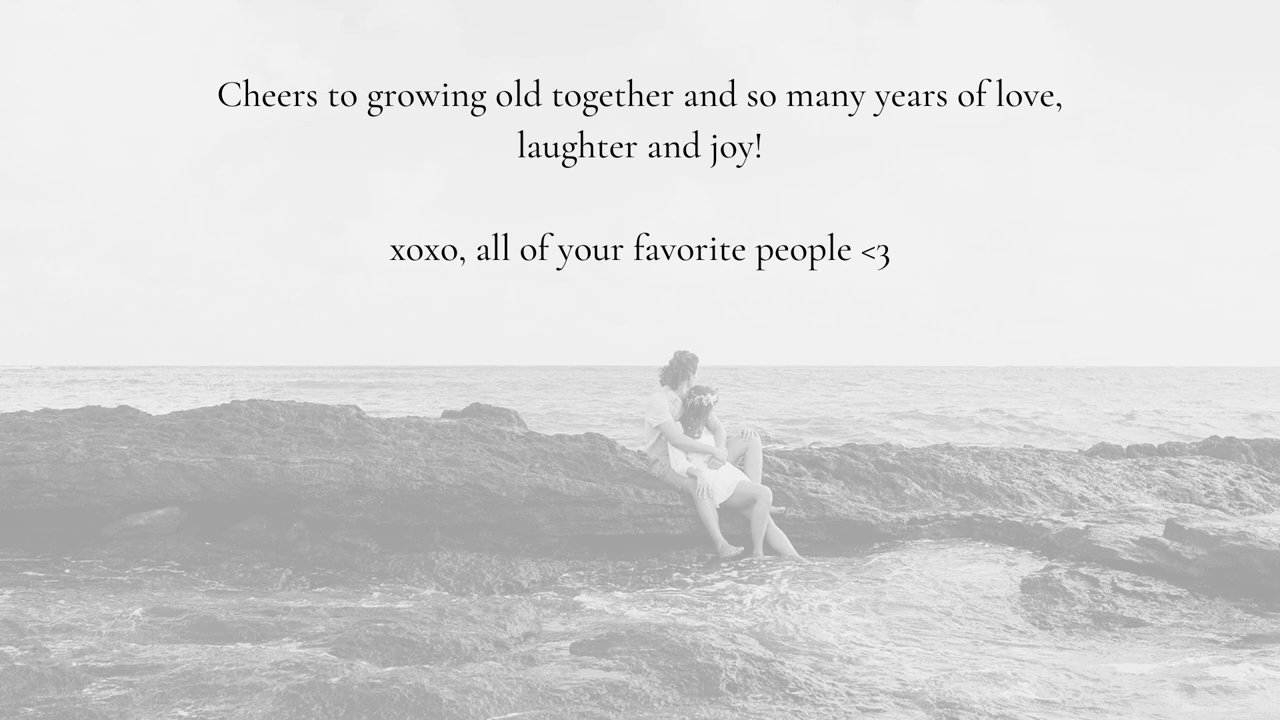 Cheers to growing old together and so many years of love,
laughter and joy!
xoxo, all of your favorite people <3